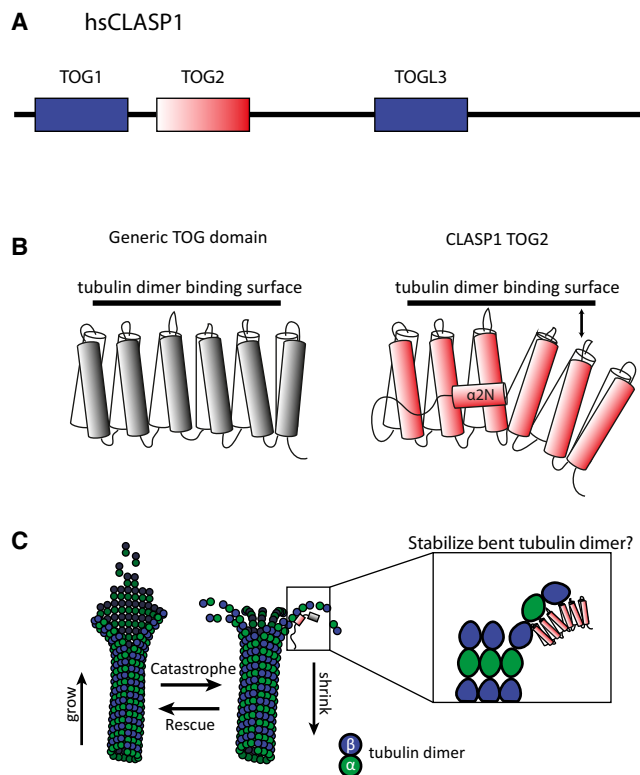 A
hsCLASP1
TOG1 TOG2 TOGL3
B
Generic TOG domain
CLASP1 TOG2
tubulin dimer binding surface
tubulin dimer binding surface
α2N
C
Stabilize bent tubulin dimer?
grow
Catastrophe
Rescue
shrink
β
α
tubulin dimer